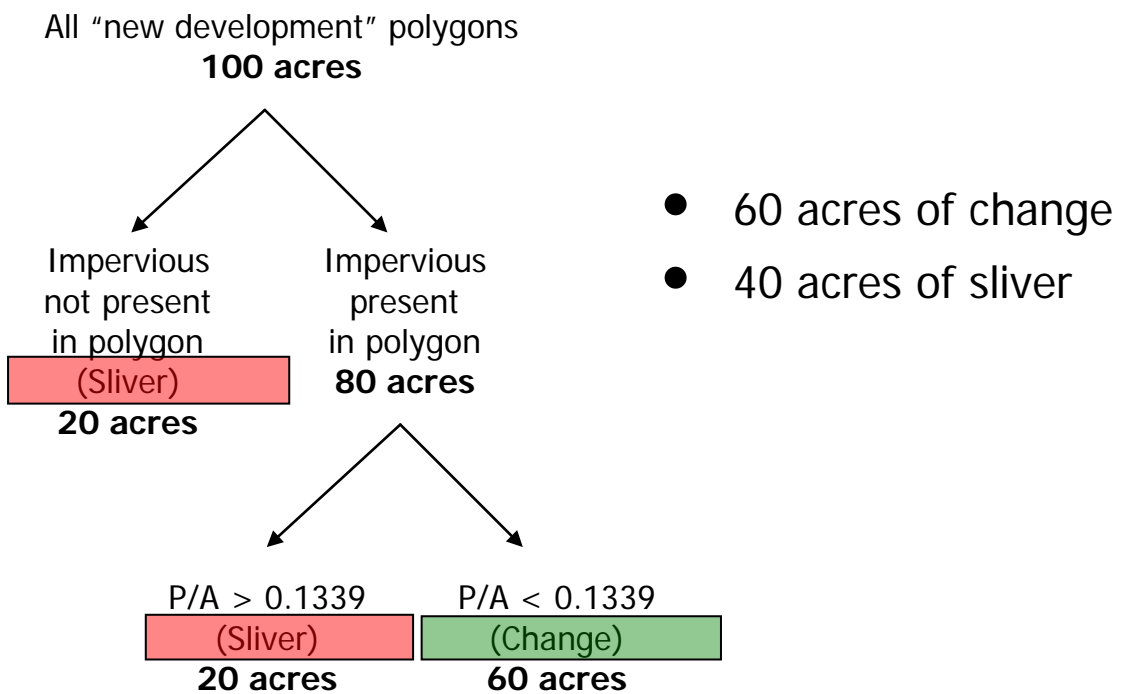 All “new development” polygons
100 acres
Impervious
not present
in polygon
(Sliver)
20 acres
Impervious
present
in polygon
80 acres
P/A > 0.1339
(Sliver)
20 acres
P/A < 0.1339
(Change)
60 acres
● 60 acres of change
● 40 acres of sliver